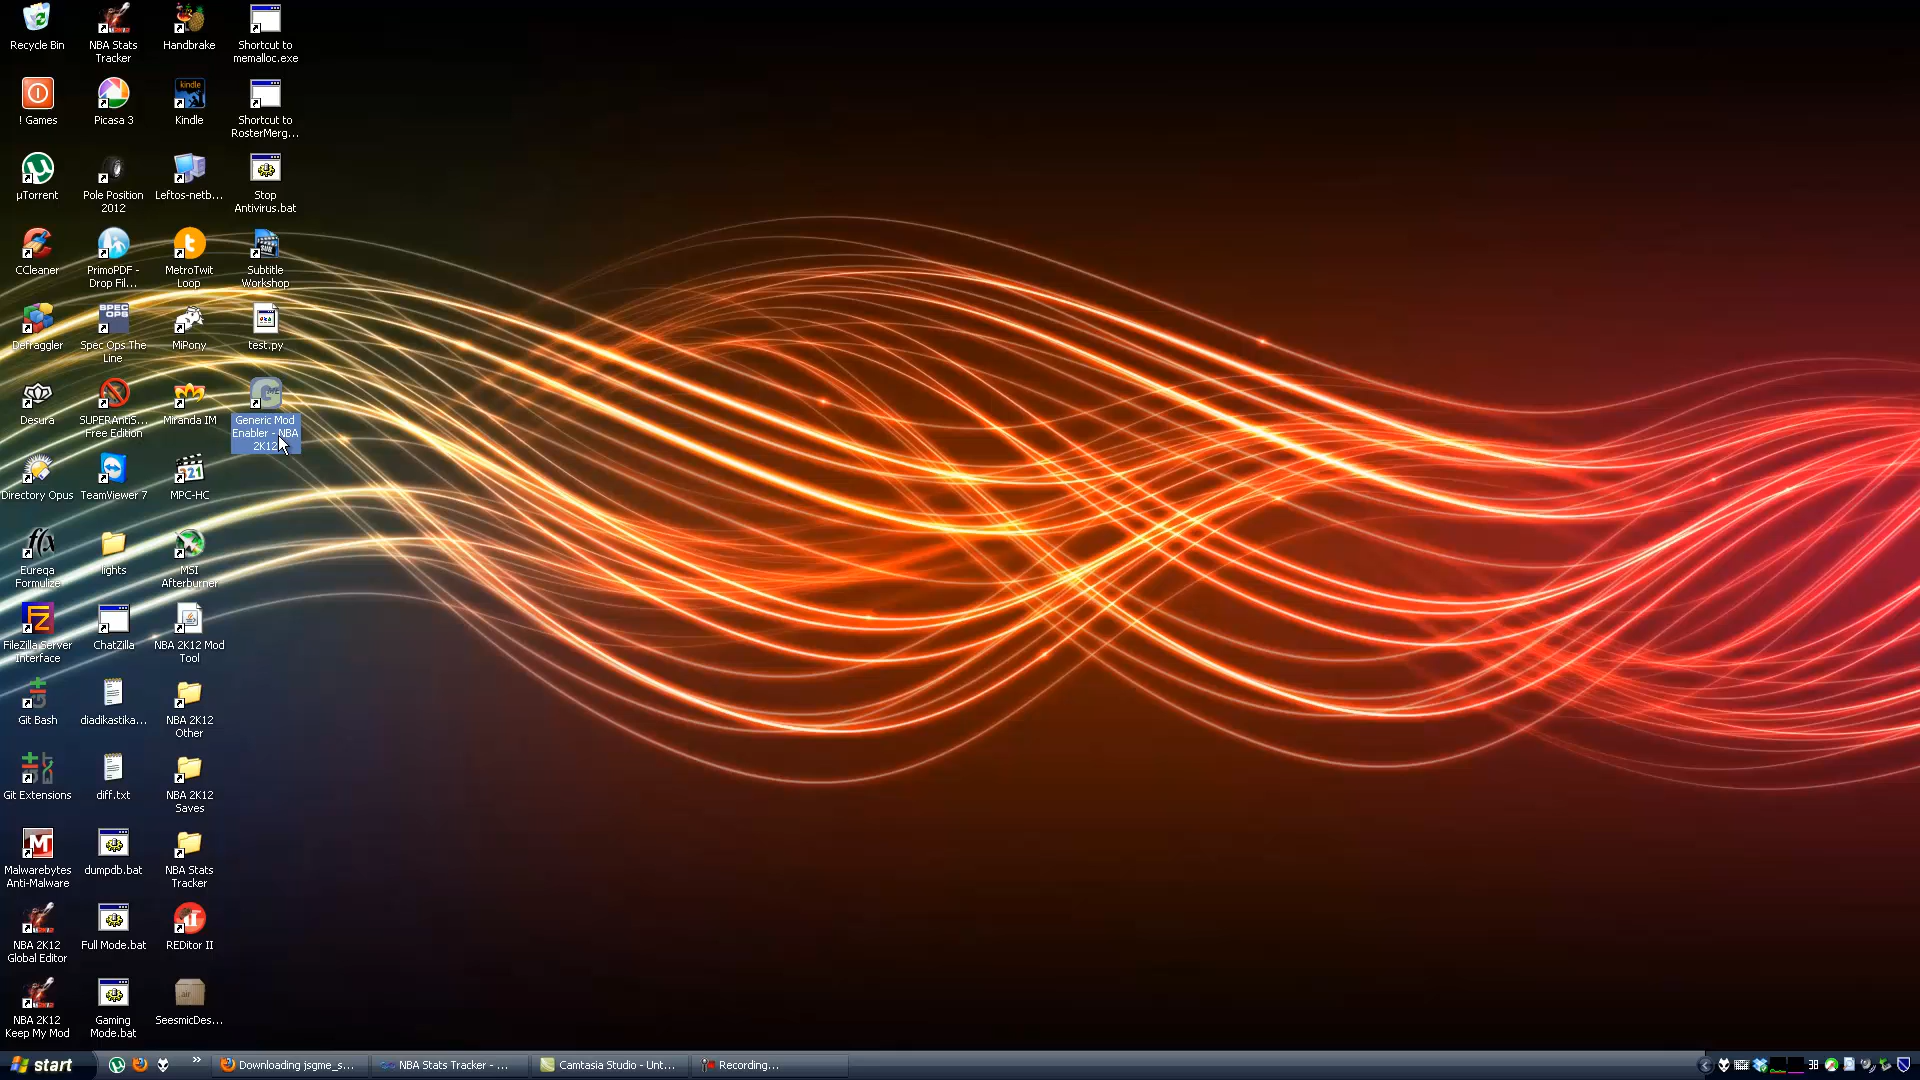 Recycle Bin
NBA Stats
Tracker
Handbrake
Shortcut to
memalloc.exe
! Games
Picasa 3
kindle
Kindle
Shortcut to
RosterMerg...
µTorrent
Pole Position
2012
Leftos-netb...
Stop
Antivirus.bat
CCleaner
PrimoPDF -
Drop Fil...
MetroTwit
Loop
Subtitle
Workshop
Defraggler
SPEC
OPS
Spec Ops The
Line
MiPony
test.py
Desura
SUPERAntiS...
Free Edition
Miranda IM
Generic Mod
Enabler - NBA
2K12
Directory Opus
TeamViewer 7
321
MPC-HC
Eureqa
Formulize
lights
MSI
Afterburner
FileZilla Server
Interface
ChatZilla
NBA 2K12 Mod
Tool
Git Bash
diadikastika...
NBA 2K12
Other
Git Extensions
diff.txt
NBA 2K12
Saves
Malwarebytes
Anti-Malware
dumpdb.bat
NBA Stats
Tracker
NBA 2K12
Global Editor
Full Mode.bat
REDitor II
NBA 2K12
Keep My Mod
Gaming
Mode.bat
air
SeesmicDes...
start
Downloading jsgme_s...
NBA Stats Tracker - ...
Camtasia Studio - Unt...
Recording...
38